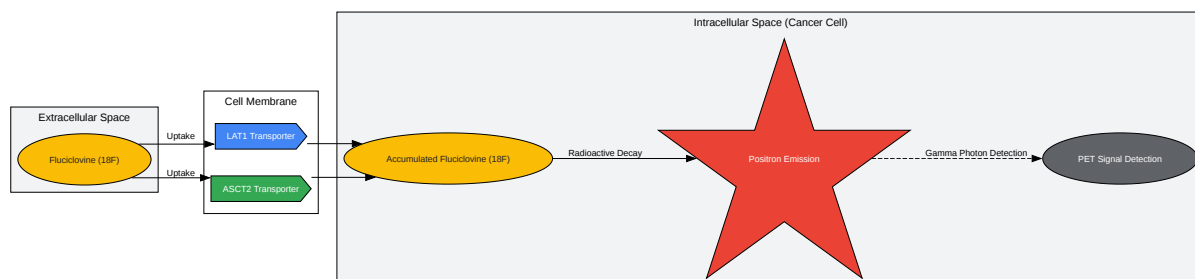 Intracellular Space (Cancer Cell)
Cell Membrane
Extracellular Space
Uptake
LAT1 Transporter
Fluciclovine (18F)
Accumulated Fluciclovine (18F)
Radioactive Decay
Positron Emission
Gamma Photon Detection
PET Signal Detection
Uptake
ASCT2 Transporter